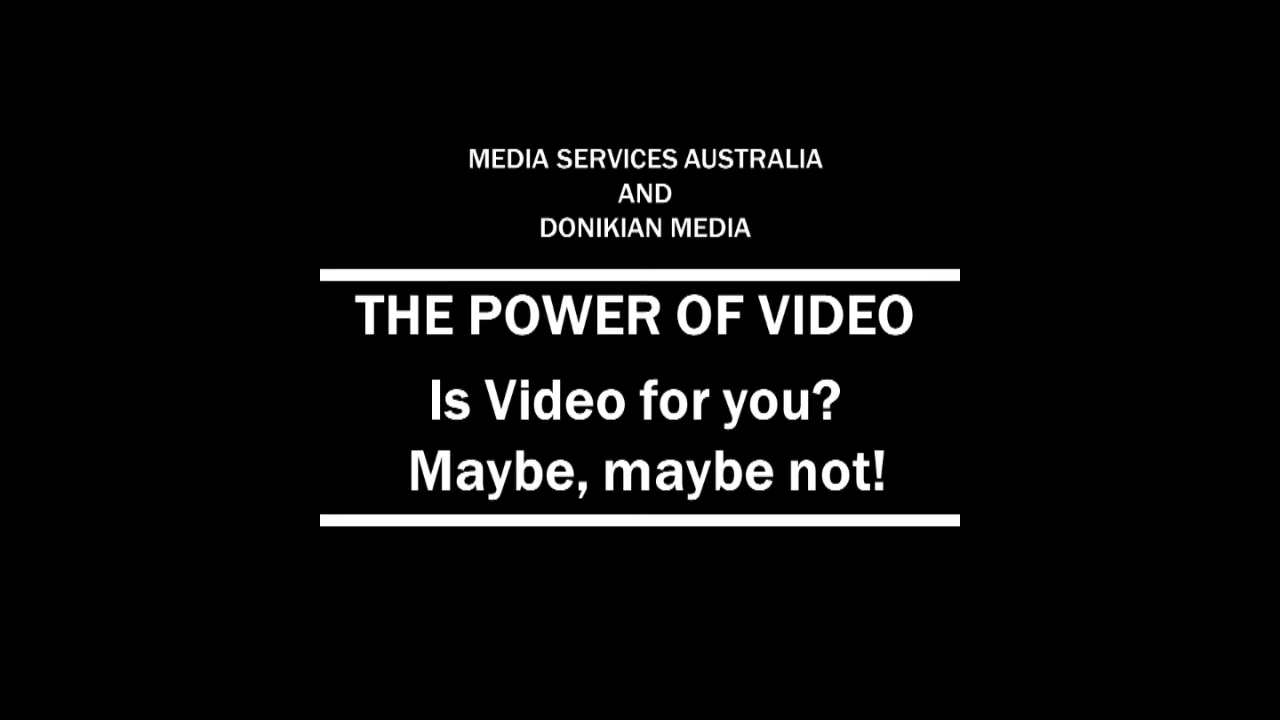 MEDIA SERVICES AUSTRALIA
AND
DONIKIAN MEDIA
THE POWER OF VIDEO
Is Video for you?
Maybe, maybe not!